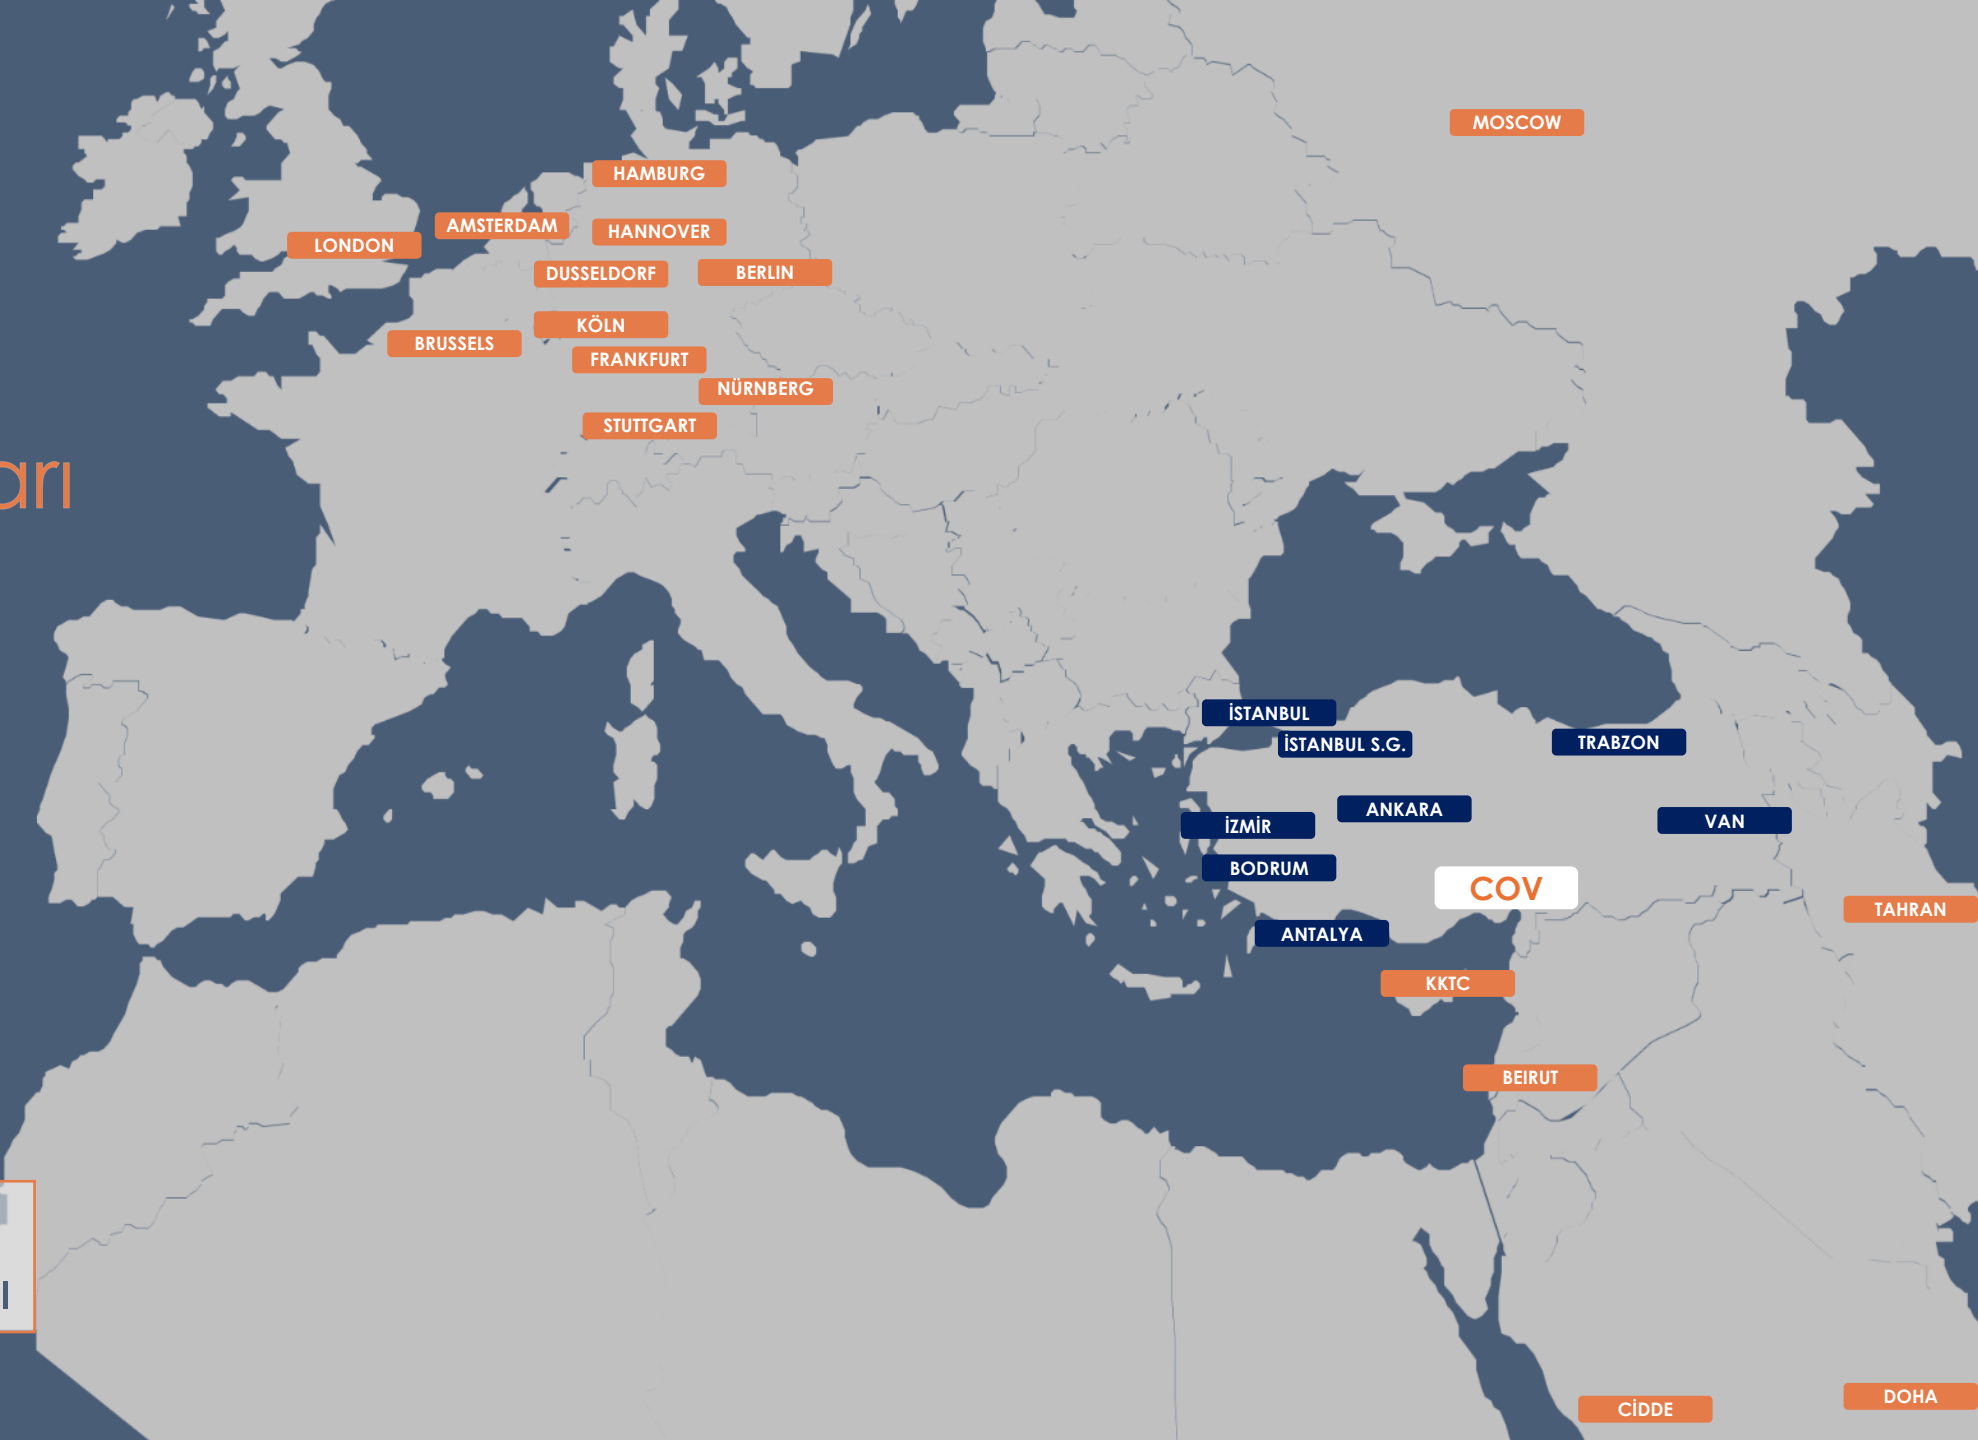 MOSCOW
HAMBURG
AMSTERDAM
HANNOVER
LONDON
DUSSELDORF
BERLIN
KÖLN
BRUSSELS
FRANKFURT
NÜRNBERG
STUTTGART
arı
İSTANBUL
İSTANBUL S.G.
TRABZON
ANKARA
VAN
İZMİR
BODRUM
COV
TAHRAN
ANTALYA
KKTC
BEIRUT
DOHA
CİDDE